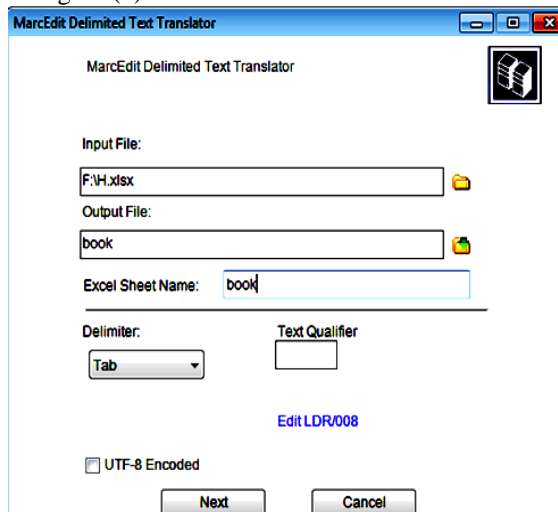 MarcEdit Delimited Text Translator
MarcEdit Delimited Text Translator
Input File:
F:\H.xlsx
Output File:
book
Excel Sheet Name: book
Delimiter: Text Qualifier
Tab
Edit LDR/008
UTF-8 Encoded
Next Cancel